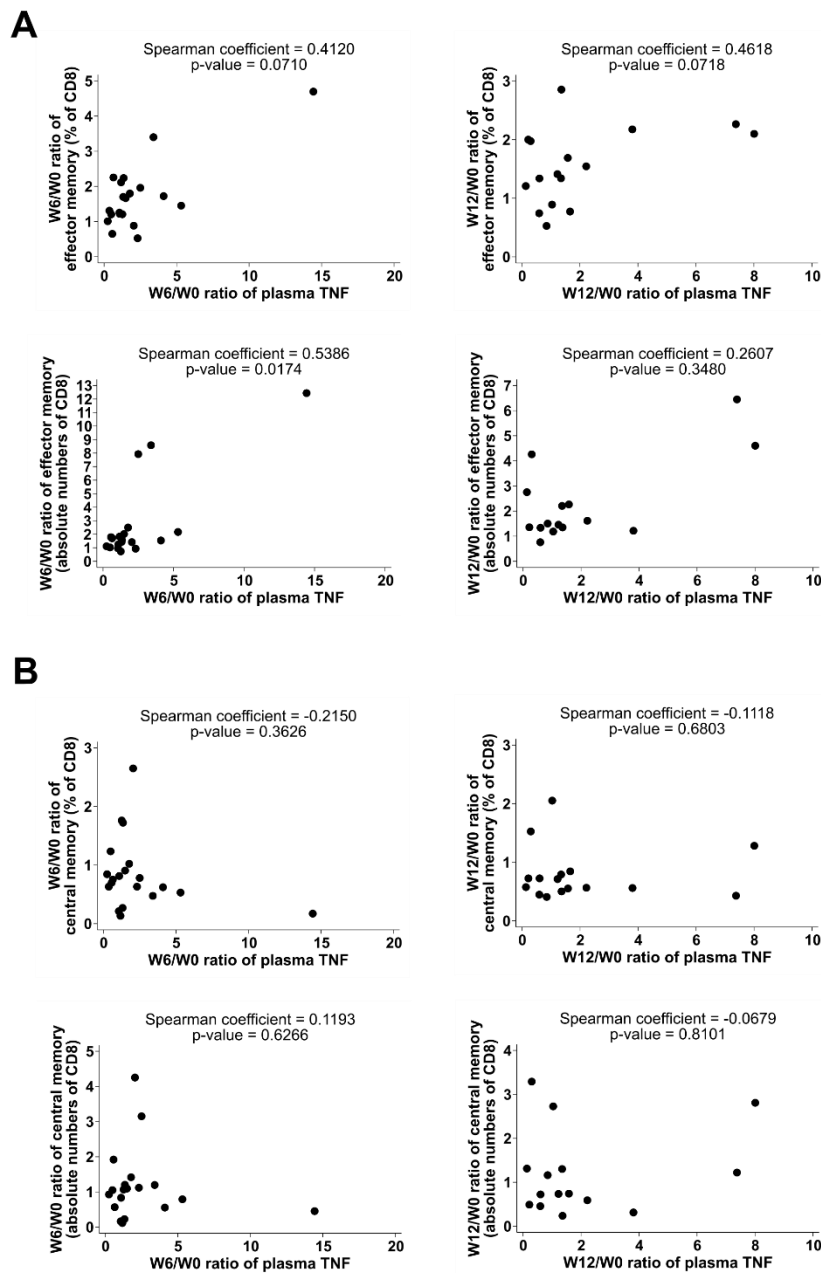 A
Spearman coefficient = 0.4120
p-value = 0.0710
W6/W0 ratio of
effector memory (% of CD8)
5
4
3
2
1
0
0 5 10 15 20
W6/W0 ratio of plasma TNF
Spearman coefficient = 0.4618
p-value = 0.0718
W12/W0 ratio of
effector memory (% of CD8)
3
2
1
0
0 2 4 6 8 10
W12/W0 ratio of plasma TNF
Spearman coefficient = 0.5386
p-value = 0.0174
W6/W0 ratio of effector memory
(absolute numbers of CD8)
13
12
11
10
9
8
7
6
5
4
3
2
1
0
0 5 10 15 20
W6/W0 ratio of plasma TNF
Spearman coefficient = 0.2607
p-value = 0.3480
W12/W0 ratio of effector memory
(absolute numbers of CD8)
7
6
5
4
3
2
1
0
0 2 4 6 8 10
W12/W0 ratio of plasma TNF
B
Spearman coefficient = -0.2150
p-value = 0.3626
W6/W0 ratio of
central memory (% of CD8)
3
2
1
0
0 5 10 15 20
W6/W0 ratio of plasma TNF
Spearman coefficient = -0.1118
p-value = 0.6803
W12/W0 ratio of
central memory (% of CD8)
3
2
1
0
0 2 4 6 8 10
W12/W0 ratio of plasma TNF
Spearman coefficient = 0.1193
p-value = 0.6266
W6/W0 ratio of central memory
(absolute numbers of CD8)
5
4
3
2
1
0
0 5 10 15 20
W6/W0 ratio of plasma TNF
Spearman coefficient = -0.0679
p-value = 0.8101
W12/W0 ratio of central memory
(absolute numbers of CD8)
4
3
2
1
0
0 2 4 6 8 10
W12/W0 ratio of plasma TNF